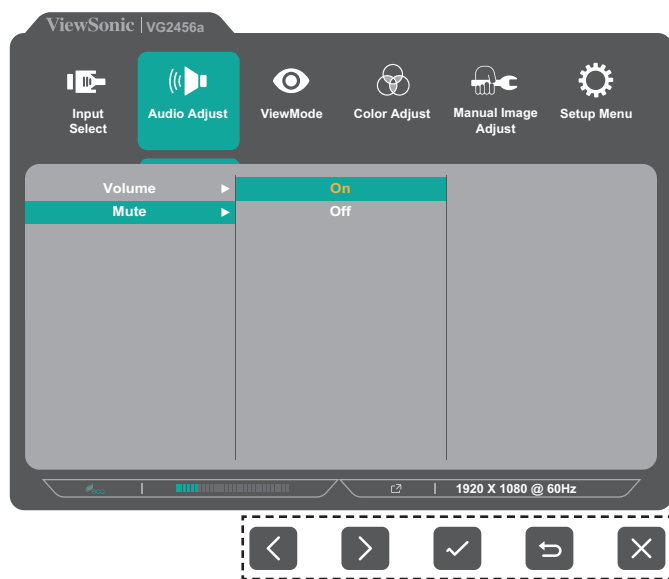 ViewSonic VG2456a
Input Select
Audio Adjust
ViewMode
Color Adjust
Manual Image Adjust
Setup Menu
Volume
On
Mute
Off
eco
1920 X 1080 @ 60Hz